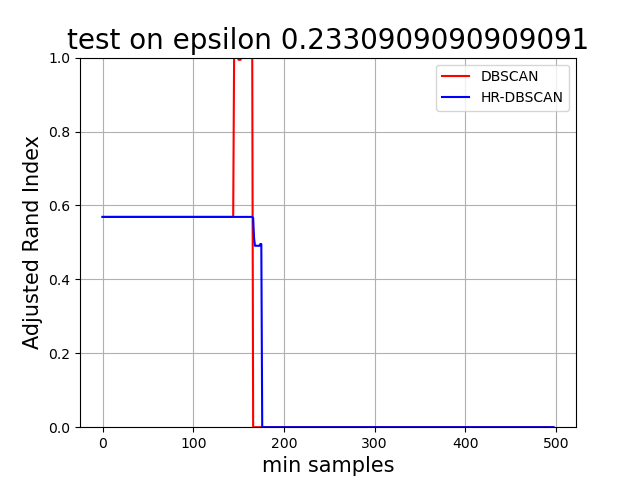 test on epsilon 0.2330909090909091
DBSCAN
HR-DBSCAN
Adjusted Rand Index
1.0
0.8
0.6
0.4
0.2
0.0
0 100 200 300 400 500
min samples